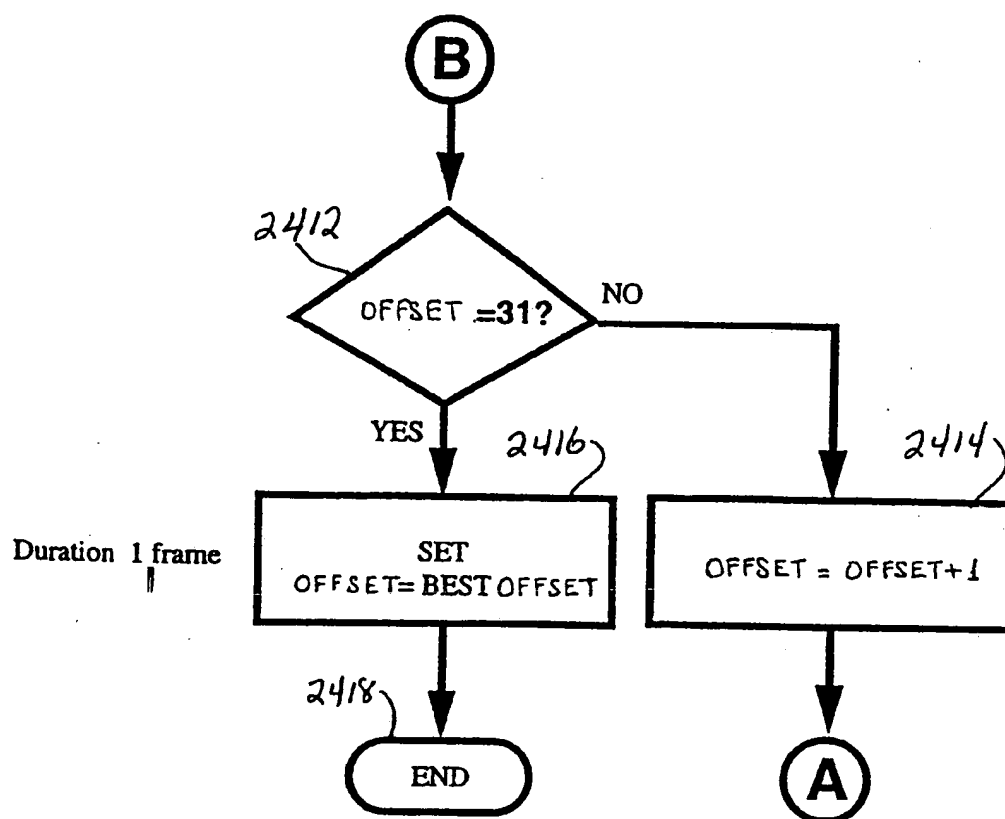 B
2412
OFFSET =31?
NO
YES
2416
2414
Duration 1 frame
SET
OFFSET=BEST OFFSET
OFFSET = OFFSET+1
2418
END
A